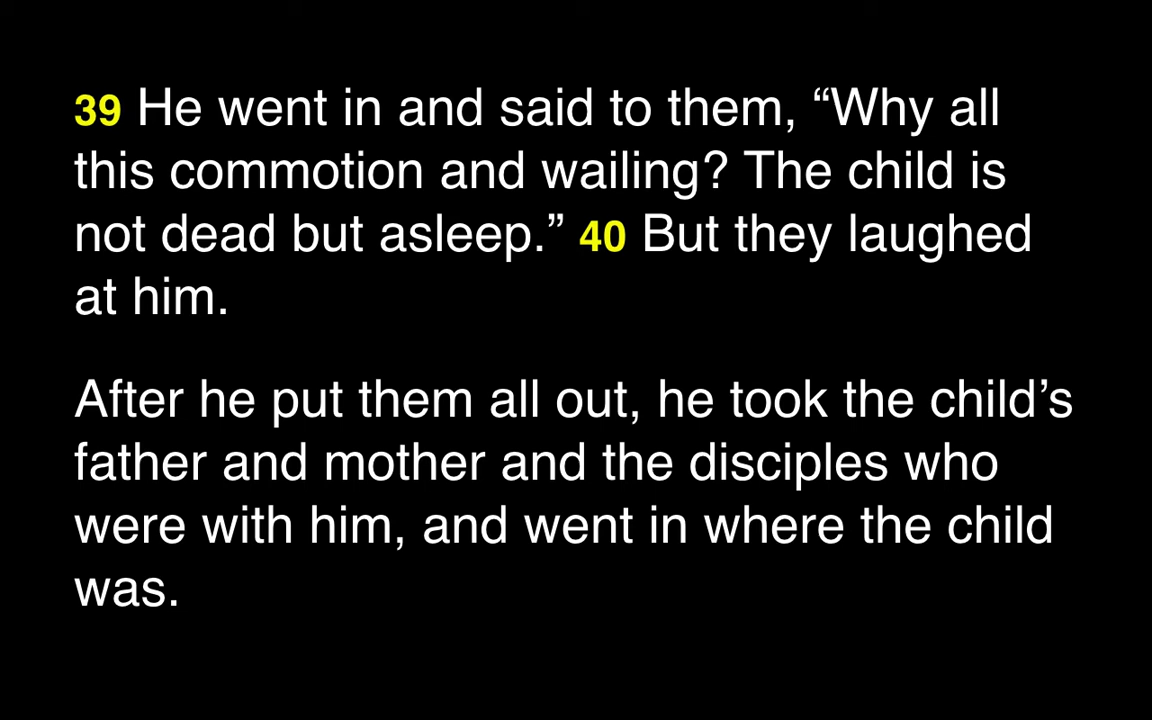 39 He went in and said to them, “Why all
this commotion and wailing? The child is
not dead but asleep.” 40 But they laughed
at him.
After he put them all out, he took the child’s
father and mother and the disciples who
were with him, and went in where the child
was.